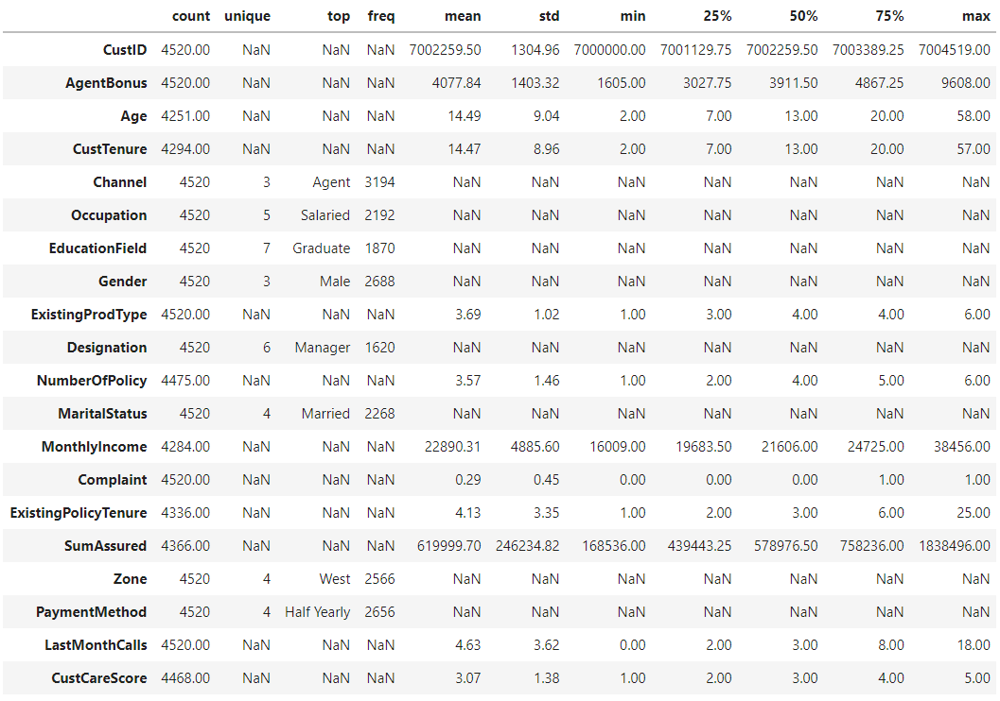 count unique top freq mean std min 25% 50% 75% max
CustID 4520.00 NaN NaN NaN 7002259.50 1304.96 7000000.00 7001129.75 7002259.50 7003389.25 7004519.00
AgentBonus 4520.00 NaN NaN NaN 4077.84 1403.32 1605.00 3027.75 3911.50 4867.25 9608.00
Age 4251.00 NaN NaN NaN 14.49 9.04 2.00 7.00 13.00 20.00 58.00
CustTenure 4294.00 NaN NaN NaN 14.47 8.96 2.00 7.00 13.00 20.00 57.00
Channel 4520 3 Agent 3194 NaN NaN NaN NaN NaN NaN NaN
Occupation 4520 5 Salaried 2192 NaN NaN NaN NaN NaN NaN NaN
EducationField 4520 7 Graduate 1870 NaN NaN NaN NaN NaN NaN NaN
Gender 4520 3 Male 2688 NaN NaN NaN NaN NaN NaN NaN
ExistingProdType 4520.00 NaN NaN NaN 3.69 1.02 1.00 3.00 4.00 4.00 6.00
Designation 4520 6 Manager 1620 NaN NaN NaN NaN NaN NaN NaN
NumberOfPolicy 4475.00 NaN NaN NaN 3.57 1.46 1.00 2.00 4.00 5.00 6.00
MaritalStatus 4520 4 Married 2268 NaN NaN NaN NaN NaN NaN NaN
MonthlyIncome 4284.00 NaN NaN NaN 22890.31 4885.60 16009.00 19683.50 21606.00 24725.00 38456.00
Complaint 4520.00 NaN NaN NaN 0.29 0.45 0.00 0.00 0.00 1.00 1.00
ExistingPolicyTenure 4336.00 NaN NaN NaN 4.13 3.35 1.00 2.00 3.00 6.00 25.00
SumAssured 4366.00 NaN NaN NaN 619999.70 246234.82 168536.00 439443.25 578976.50 758236.00 1838496.00
Zone 4520 4 West 2566 NaN NaN NaN NaN NaN NaN NaN
PaymentMethod 4520 4 Half Yearly 2656 NaN NaN NaN NaN NaN NaN NaN
LastMonthCalls 4520.00 NaN NaN NaN 4.63 3.62 0.00 2.00 3.00 8.00 18.00
CustCareScore 4468.00 NaN NaN NaN 3.07 1.38 1.00 2.00 3.00 4.00 5.00